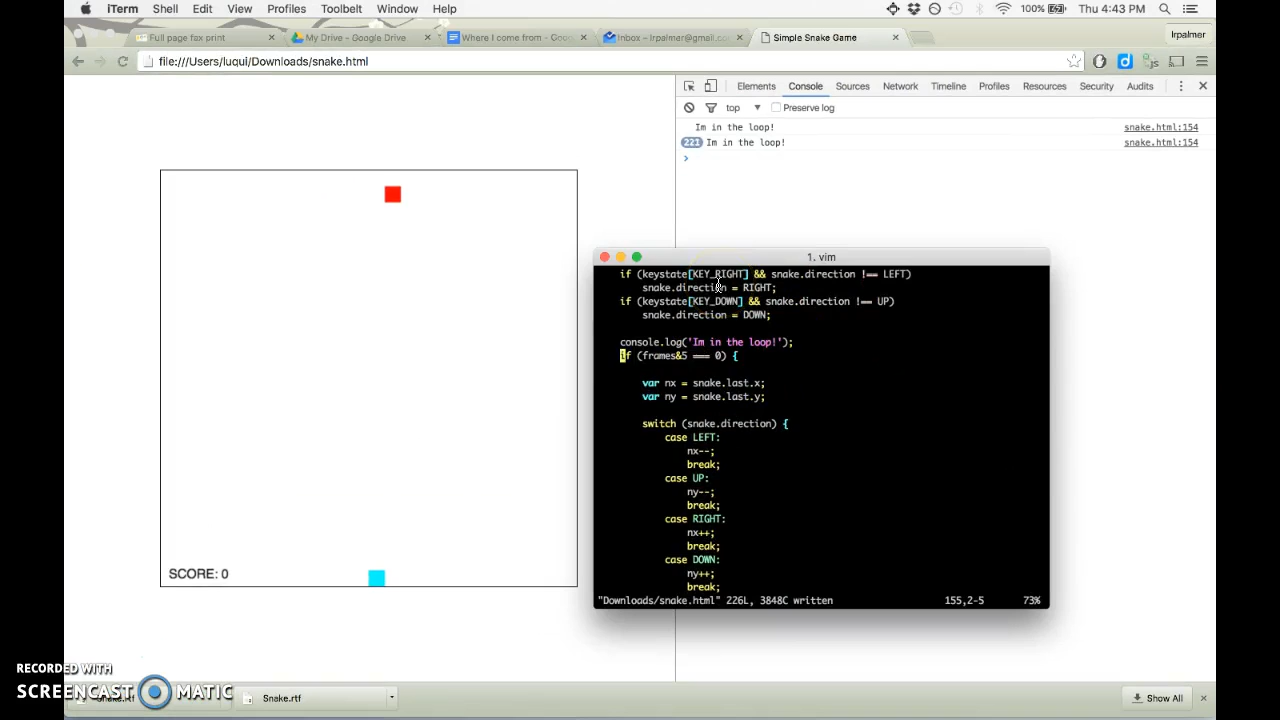 iTerm Shell Edit View Profiles Toolbelt Window Help 100% Thu 4:43 PM
Full page fax print My Drive - Google Drive Where I come from - Goo Inbox - lrpalmer@gmail.co Simple Snake Game lrpalmer
file:///Users/luqui/Downloads/snake.html
Elements Console Sources Network Timeline Profiles Resources Security Audits
top Preserve log
Im in the loop! snake.html:154
221 Im in the loop! snake.html:154
1. vim
if (keystate[KEY_RIGHT] && snake.direction !== LEFT)
snake.direction = RIGHT;
if (keystate[KEY_DOWN] && snake.direction !== UP)
snake.direction = DOWN;
console.log('Im in the loop!');
if (frames&5 === 0) {
var nx = snake.last.x;
var ny = snake.last.y;
switch (snake.direction) {
case LEFT:
nx--;
break;
case UP:
ny--;
break;
case RIGHT:
nx++;
break;
case DOWN:
ny++;
break;
"Downloads/snake.html" 226L, 3848C written 155,2-5 73%
SCORE: 0
RECORDED WITH
SCREENCAST MATIC
Snake.rtf Snake.rtf Show All